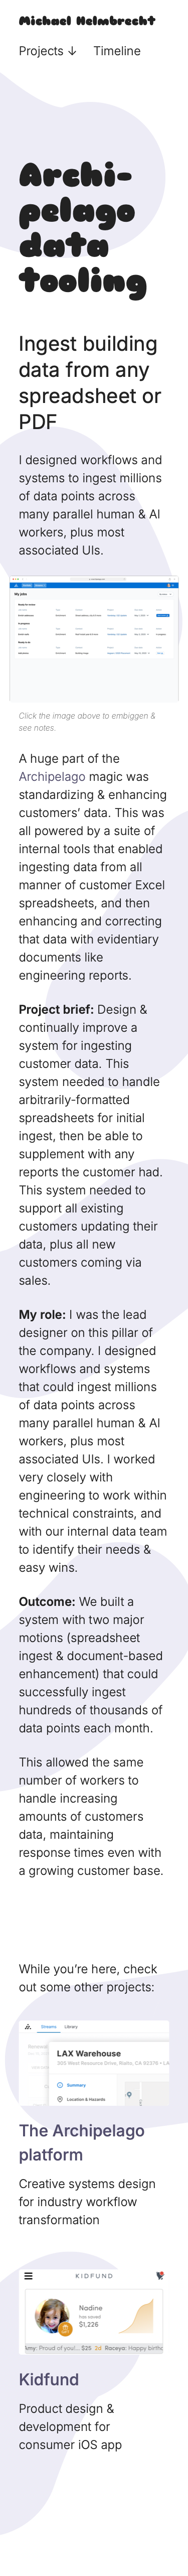 Michael Helmbrecht
Projects ↓ Timeline
Archi-
pelago
data
tooling
Ingest building
data from any
spreadsheet or
PDF
I designed workflows and
systems to ingest millions
of data points across
many parallel human & AI
workers, plus most
associated UIs.
My jobs
Click the image above to embiggen &
see notes.
A huge part of the
Archipelago magic was
standardizing & enhancing
customers’ data. This was
all powered by a suite of
internal tools that enabled
ingesting data from all
manner of customer Excel
spreadsheets, and then
enhancing and correcting
that data with evidentiary
documents like
engineering reports.
Project brief: Design &
continually improve a
system for ingesting
customer data. This
system needed to handle
arbitrarily-formatted
spreadsheets for initial
ingest, then be able to
supplement with any
reports the customer had.
This system needed to
support all existing
customers updating their
data, plus all new
customers coming via
sales.
My role: I was the lead
designer on this pillar of
the company. I designed
workflows and systems
that could ingest millions
of data points across
many parallel human & AI
workers, plus most
associated UIs. I worked
very closely with
engineering to work within
technical constraints, and
with our internal data team
to identify their needs &
easy wins.
Outcome: We built a
system with two major
motions (spreadsheet
ingest & document-based
enhancement) that could
successfully ingest
hundreds of thousands of
data points each month.
This allowed the same
number of workers to
handle increasing
amounts of customers
data, maintaining
response times even with
a growing customer base.
While you’re here, check
out some other projects:
Streams Library
LAX Warehouse
Summary
Location & Hazards
The Archipelago
platform
Creative systems design
for industry workflow
transformation
KIDFUND
Nadine
has saved
$1,226
Amy: Proud of you!... $25 2d Raceya: Happy birthd
Kidfund
Product design &
development for
consumer iOS app